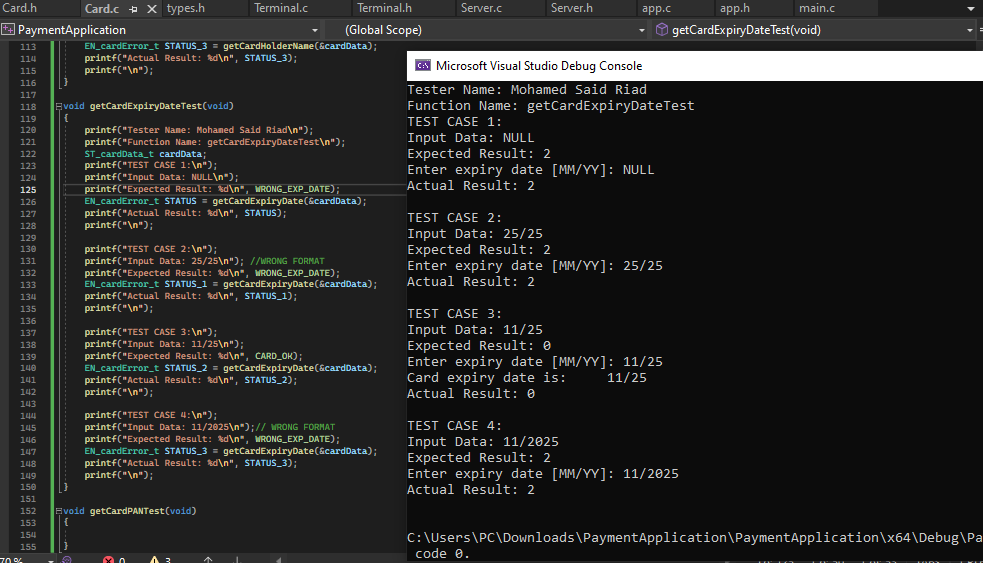 Card.h Card.c types.h Terminal.c Terminal.h Server.c Server.h app.c app.h main.c
PaymentApplication (Global Scope) getCardExpiryDateTest(void)
113 EN_cardError_t STATUS_3 = getCardHolderName(&cardData);
114 printf("Actual Result: %d\n", STATUS_3);
115 printf("\n");
116 }
117
118 void getCardExpiryDateTest(void)
119 {
120 printf("Tester Name: Mohamed Said Riad\n");
121 printf("Function Name: getCardExpiryDateTest\n");
122 ST_cardData_t cardData;
123 printf("TEST CASE 1:\n");
124 printf("Input Data: NULL\n");
125 printf("Expected Result: %d\n", WRONG_EXP_DATE);
126 EN_cardError_t STATUS = getCardExpiryDate(&cardData);
127 printf("Actual Result: %d\n", STATUS);
128 printf("\n");
129
130 printf("TEST CASE 2:\n");
131 printf("Input Data: 25/25\n"); //WRONG FORMAT
132 printf("Expected Result: %d\n", WRONG_EXP_DATE);
133 EN_cardError_t STATUS_1 = getCardExpiryDate(&cardData);
134 printf("Actual Result: %d\n", STATUS_1);
135 printf("\n");
136
137 printf("TEST CASE 3:\n");
138 printf("Input Data: 11/25\n");
139 printf("Expected Result: %d\n", CARD_OK);
140 EN_cardError_t STATUS_2 = getCardExpiryDate(&cardData);
141 printf("Actual Result: %d\n", STATUS_2);
142 printf("\n");
143
144 printf("TEST CASE 4:\n");
145 printf("Input Data: 11/2025\n");// WRONG FORMAT
146 printf("Expected Result: %d\n", WRONG_EXP_DATE);
147 EN_cardError_t STATUS_3 = getCardExpiryDate(&cardData);
148 printf("Actual Result: %d\n", STATUS_3);
149 printf("\n");
150 }
151
152 void getCardPANTest(void)
153 {
154
155 }
Microsoft Visual Studio Debug Console
Tester Name: Mohamed Said Riad
Function Name: getCardExpiryDateTest
TEST CASE 1:
Input Data: NULL
Expected Result: 2
Enter expiry date [MM/YY]: NULL
Actual Result: 2
TEST CASE 2:
Input Data: 25/25
Expected Result: 2
Enter expiry date [MM/YY]: 25/25
Actual Result: 2
TEST CASE 3:
Input Data: 11/25
Expected Result: 0
Enter expiry date [MM/YY]: 11/25
Card expiry date is: 11/25
Actual Result: 0
TEST CASE 4:
Input Data: 11/2025
Expected Result: 2
Enter expiry date [MM/YY]: 11/2025
Actual Result: 2
C:\Users\PC\Downloads\PaymentApplication\PaymentApplication\x64\Debug\Pa
code 0.